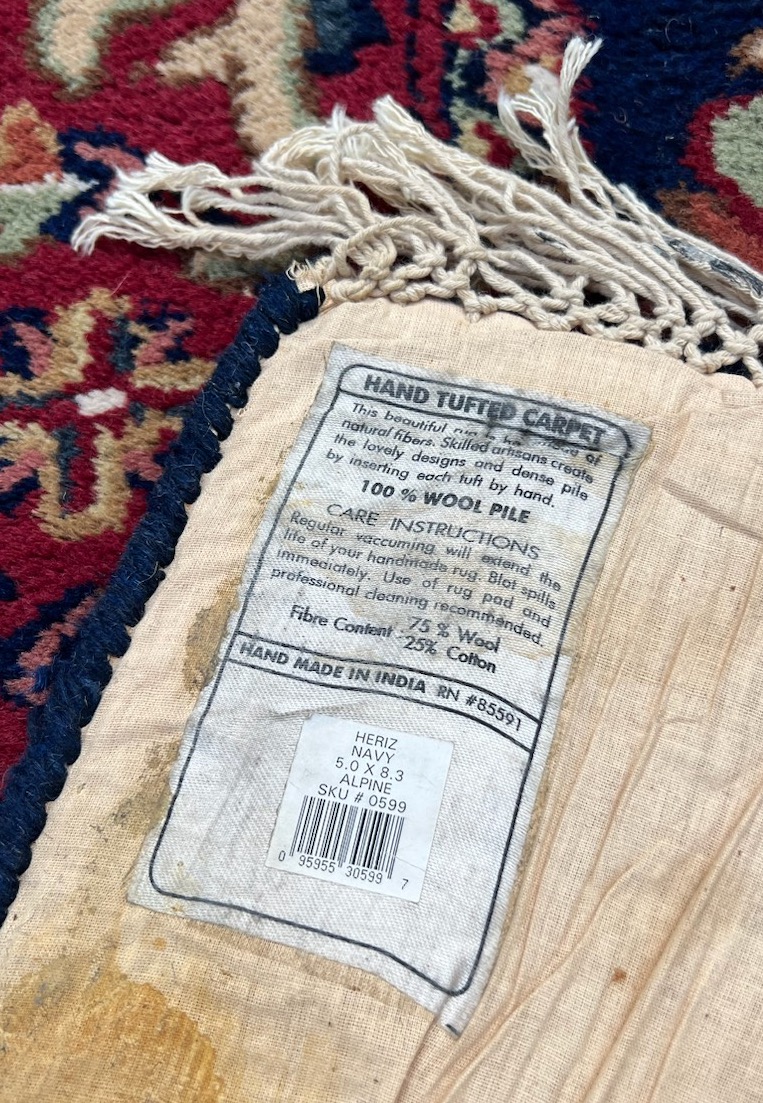 HAND TUFTED CARPET
This beautiful of
natural fibers. Skilled artisans create
the lovely designs and dense pile
by inserting each tuft by hand.
100 % WOOL PILE
CARE INSTRUCTIONS
Regular vaccuming will extend the
life of your handmade rug. Blot spills
immediately. Use of rug pad and
professional cleaning recommended.
Fibre Content : 75 % Wool
25% Cotton
HAND MADE IN INDIA RN #85591
HERIZ
NAVY
5.0 X 8.3
ALPINE
SKU # 0599
0 95955 30599 7